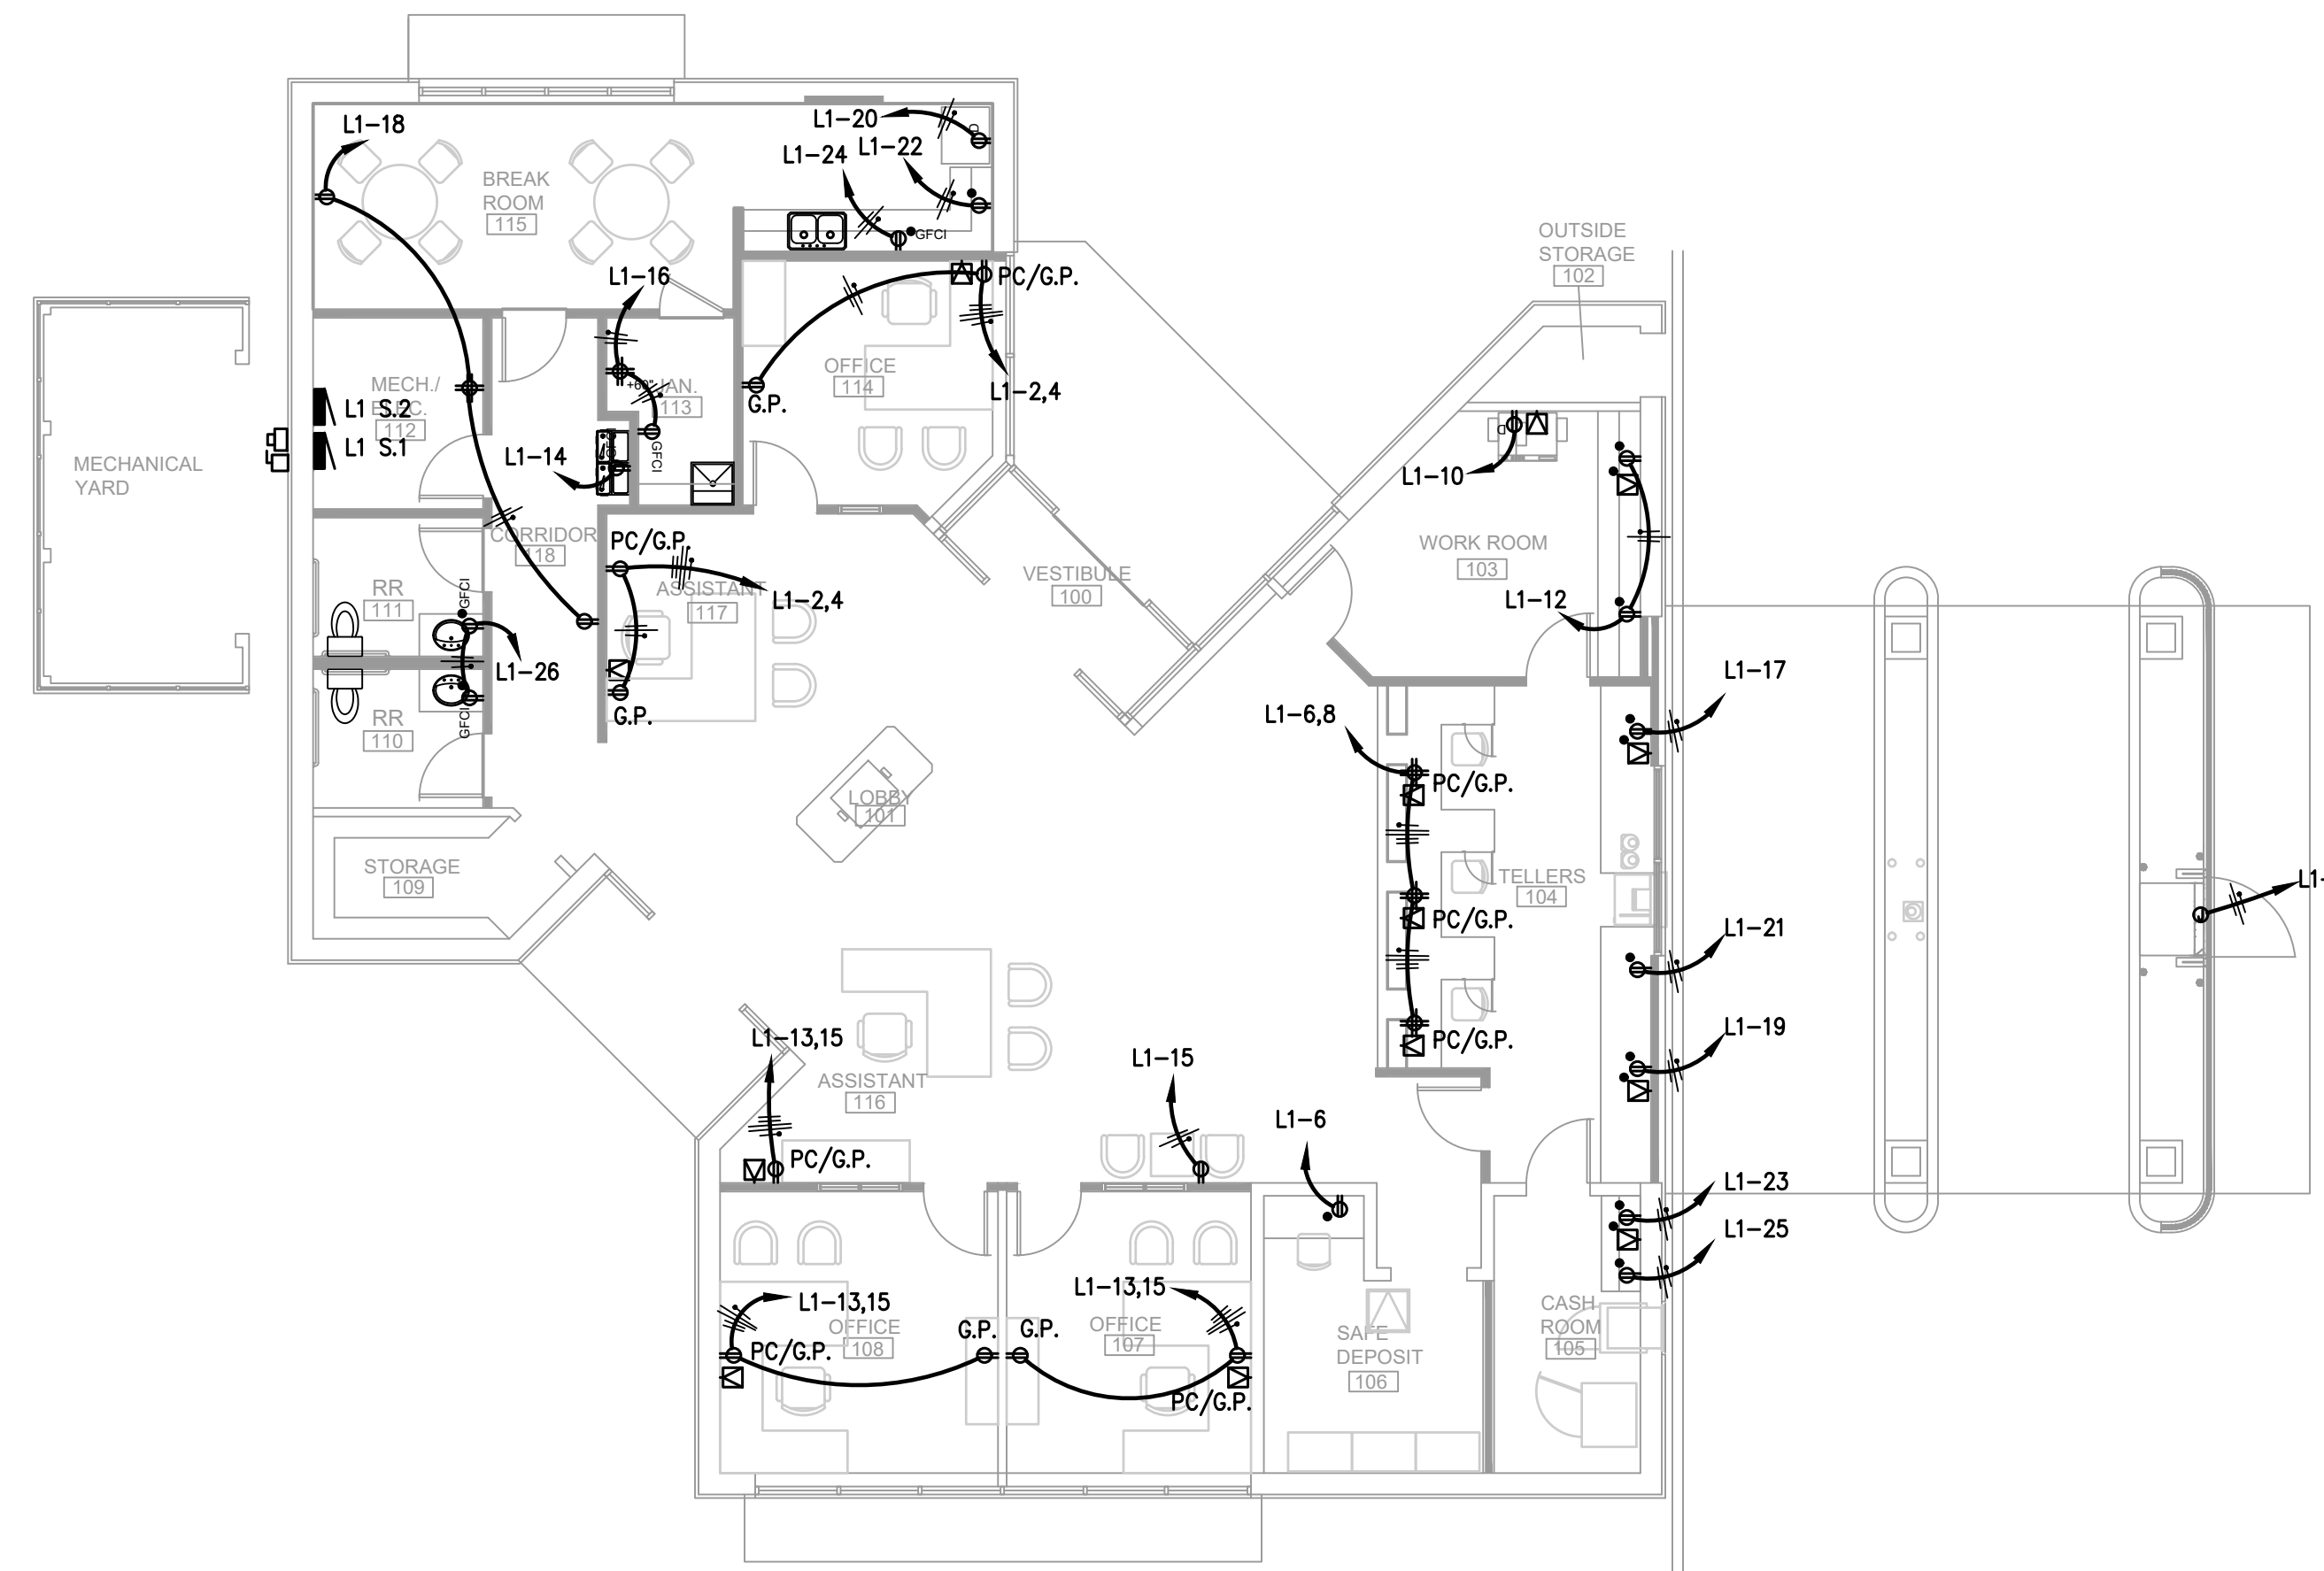 L1-18
L1-20
L1-22
L1-24
D
BREAK
ROOM
115
GFCI
OUTSIDE
STORAGE
102
L1-16
PC/G.P.
OFFICE
114
L1-2,4
G.P.
MECH./
ELEC.
112
L1 S.2
L1 S.1
+60"
JAN.
113
GFCI
GFCI
L1-14
MECHANICAL
YARD
D
L1-10
CORRIDOR
118
PC/G.P.
WORK ROOM
103
VESTIBULE
100
RR
111
GFCI
ASSISTANT
117
L1-2,4
L1-12
L1-26
L1-17
RR
110
GFCI
G.P.
L1-6,8
PC/G.P.
LOBBY
101
STORAGE
109
TELLERS
104
PC/G.P.
L1-
L1-21
L1-13,15
L1-15
PC/G.P.
L1-19
ASSISTANT
116
L1-6
PC/G.P.
L1-23
L1-25
L1-13,15
L1-13,15
OFFICE
108
G.P.
G.P.
OFFICE
107
PC/G.P.
PC/G.P.
SAFE
DEPOSIT
106
CASH
ROOM
105